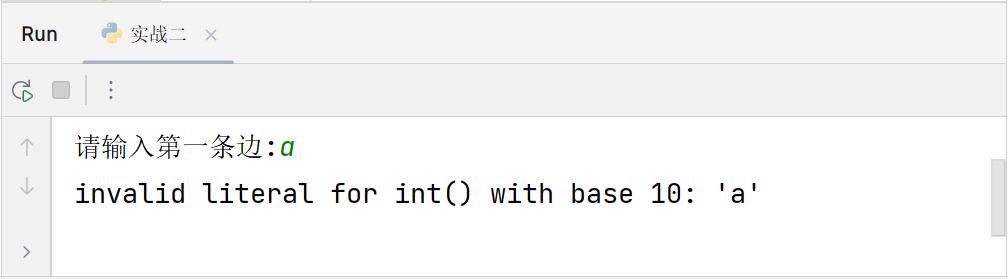 Run 实战二
请输入第一条边:a
invalid literal for int() with base 10: 'a'